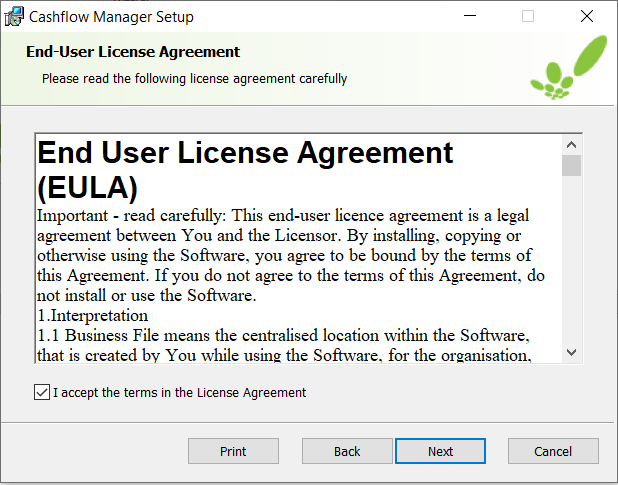 Cashflow Manager Setup
End-User License Agreement
Please read the following license agreement carefully
End User License Agreement
(EULA)
Important - read carefully: This end-user licence agreement is a legal
agreement between You and the Licensor. By installing, copying or
otherwise using the Software, you agree to be bound by the terms of
this Agreement. If you do not agree to the terms of this Agreement, do
not install or use the Software.
1.Interpretation
1.1 Business File means the centralised location within the Software,
that is created by You while using the Software, for the organisation,
I accept the terms in the License Agreement
Print Back Next Cancel